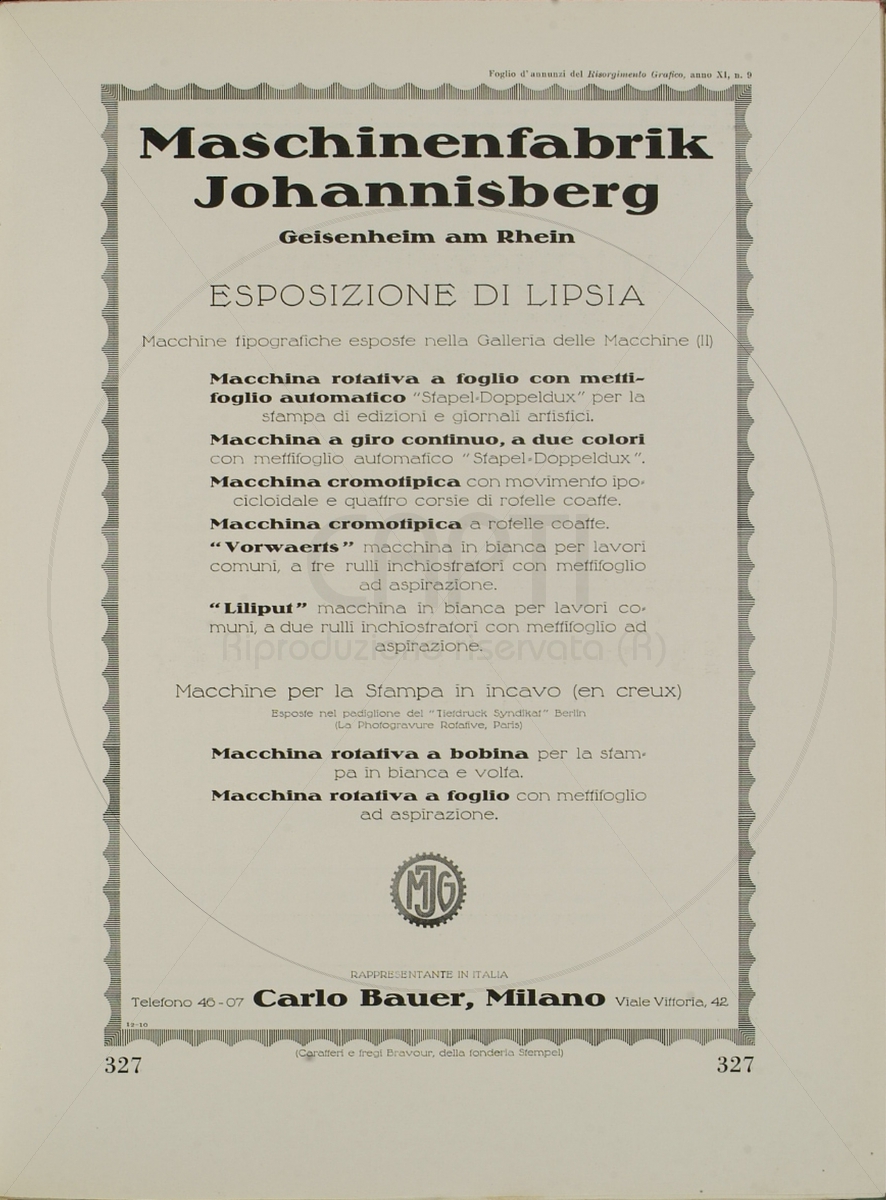 Foglio d'annunzi del Risorgimento Grafico, anno XI, n. 9
Maschinenfabrik
Johannisberg
Geisenheim am Rhein
ESPOSIZIONE DI LIPSIA
Macchine tipografiche esposte nella Galleria delle Macchine (II)
Macchina rotativa a foglio con metti-
foglio automatico "Stapel-Doppeldux" per la
stampa di edizioni e giornali artistici.
Macchina a giro continuo, a due colori
con mettifoglio automatico "Stapel-Doppeldux".
Macchina cromotipica con movimento ipo-
cicloidale e quattro corsie di rotelle coatte.
Macchina cromotipica a rotelle coatte.
"Vorwaerts" macchina in bianca per lavori
comuni, a tre rulli inchiostratori con mettifoglio
ad aspirazione.
"Liliput" macchina in bianca per lavori co-
muni, a due rulli inchiostratori con mettifoglio ad
aspirazione.
CAPTI
Riproduzione riservata (R)
Macchine per la Stampa in incavo (en creux)
Esposte nel padiglione del "Tiefdruck Syndikat" Berlin
(La Photogravure Rotative, Paris)
Macchina rotativa a bobina per la stam-
pa in bianca e volta.
Macchina rotativa a foglio con mettifoglio
ad aspirazione.
MJG
RAPPRESENTANTE IN ITALIA
Telefono 46-07 Carlo Bauer, Milano Viale Vittoria, 42
12-10
(Caratteri e fregi Bravour, della fonderia Stempel)
327 327